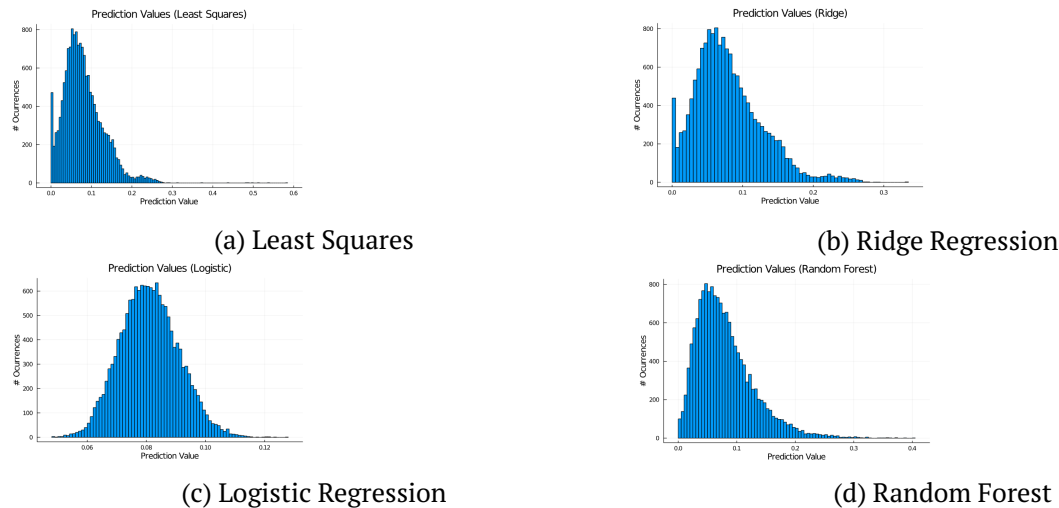 Prediction Values (Least Squares)
# Ocurrences
800
600
400
200
0
0.0 0.1 0.2 0.3 0.4 0.5 0.6
Prediction Value
(a) Least Squares
Prediction Values (Ridge)
# Ocurrences
800
600
400
200
0
0.0 0.1 0.2 0.3
Prediction Value
(b) Ridge Regression
Prediction Values (Logistic)
# Ocurrences
600
500
400
300
200
100
0
0.06 0.08 0.10 0.12
Prediction Value
(c) Logistic Regression
Prediction Values (Random Forest)
# Ocurrences
800
600
400
200
0
0.0 0.1 0.2 0.3 0.4
Prediction Value
(d) Random Forest